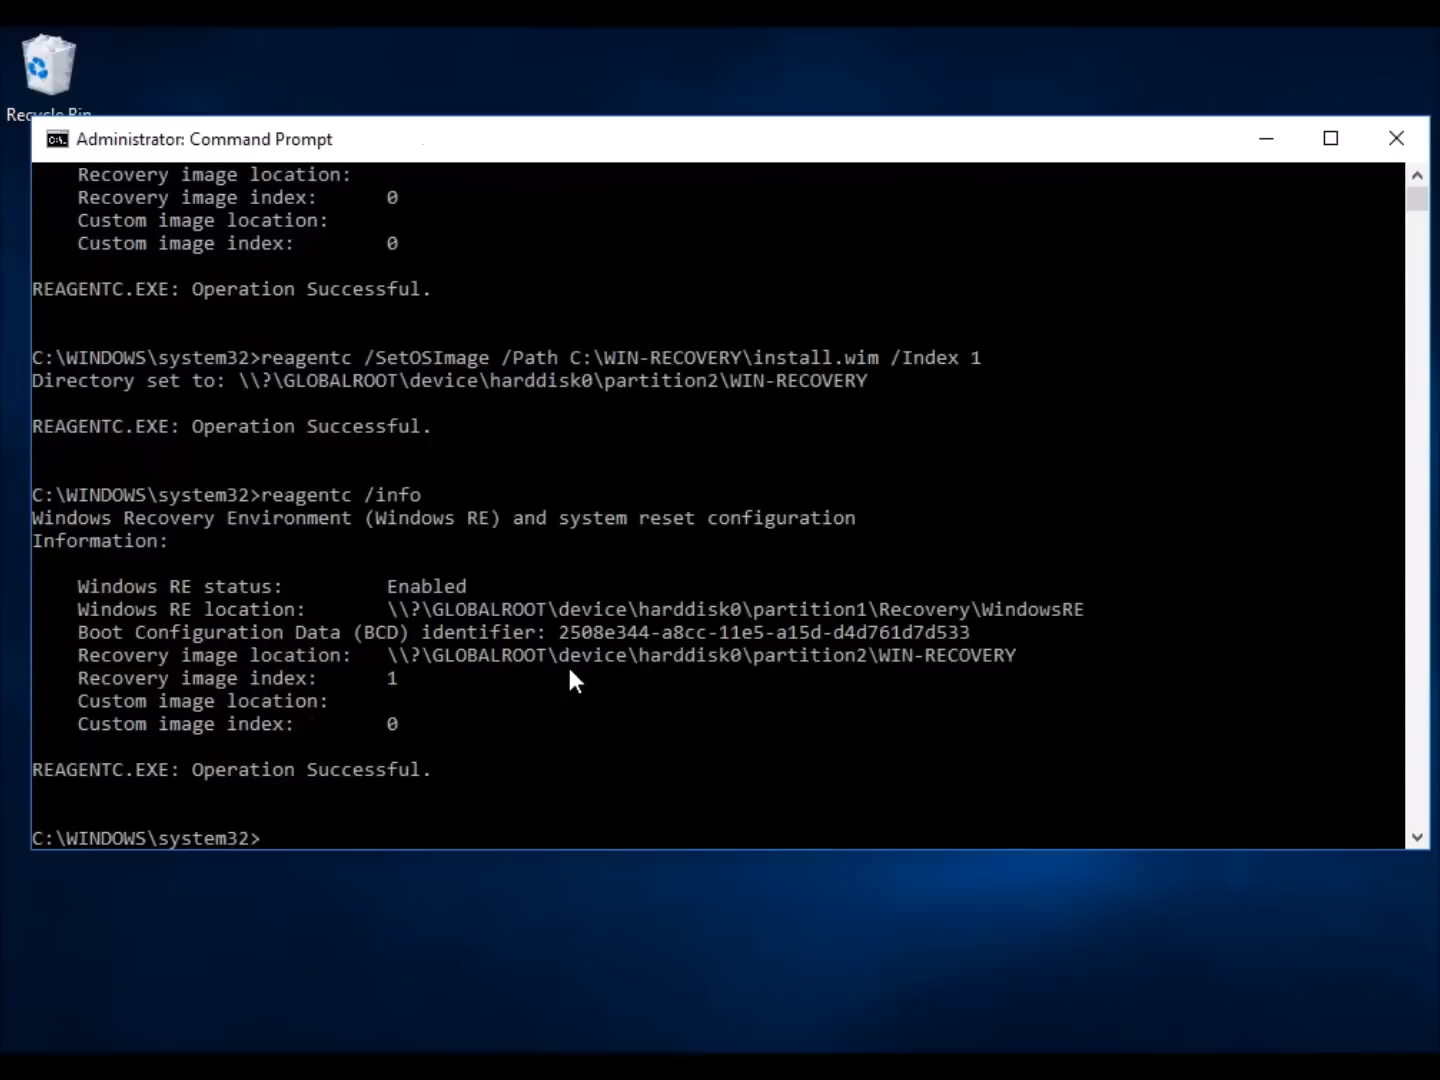 Recycle Bin
Administrator: Command Prompt
Recovery image location:
Recovery image index: 0
Custom image location:
Custom image index: 0
REAGENTC.EXE: Operation Successful.
C:\WINDOWS\system32>reagentc /SetOSImage /Path C:\WIN-RECOVERY\install.wim /Index 1
Directory set to: \\?\GLOBALROOT\device\harddisk0\partition2\WIN-RECOVERY
REAGENTC.EXE: Operation Successful.
C:\WINDOWS\system32>reagentc /info
Windows Recovery Environment (Windows RE) and system reset configuration
Information:
Windows RE status: Enabled
Windows RE location: \\?\GLOBALROOT\device\harddisk0\partition1\Recovery\WindowsRE
Boot Configuration Data (BCD) identifier: 2508e344-a8cc-11e5-a15d-d4d761d7d533
Recovery image location: \\?\GLOBALROOT\device\harddisk0\partition2\WIN-RECOVERY
Recovery image index: 1
Custom image location:
Custom image index: 0
REAGENTC.EXE: Operation Successful.
C:\WINDOWS\system32>